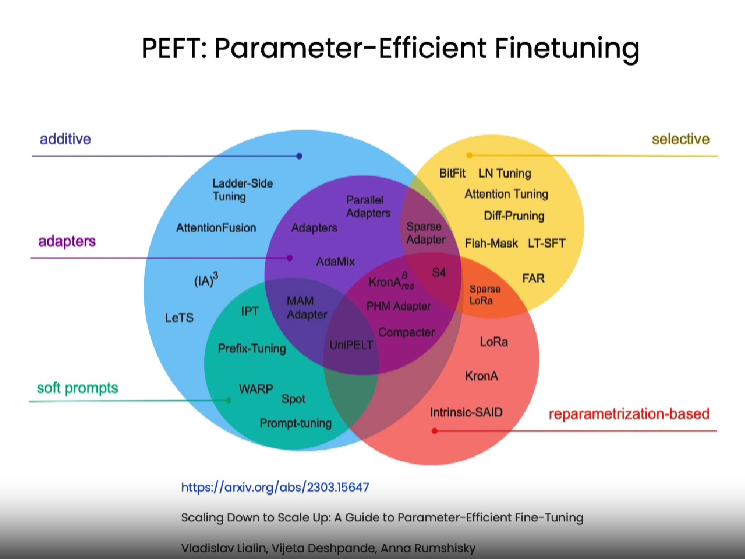 PEFT: Parameter-Efficient Finetuning
additive
selective
adapters
soft prompts
reparametrization-based
Ladder-Side
Tuning
AttentionFusion
(IA)³
LeTS
Parallel
Adapters
Adapters
AdaMix
Sparse
Adapter
BitFit LN Tuning
Attention Tuning
Diff-Pruning
Fish-Mask LT-SFT
FAR
S4
KronA^B_res
PHM Adapter
Compacter
Sparse
LoRa
MAM
Adapter
UniPELT
IPT
Prefix-Tuning
WARP
Spot
Prompt-tuning
LoRa
KronA
Intrinsic-SAID
https://arxiv.org/abs/2303.15647
Scaling Down to Scale Up: A Guide to Parameter-Efficient Fine-Tuning
Vladislav Lialin, Vijeta Deshpande, Anna Rumshisky